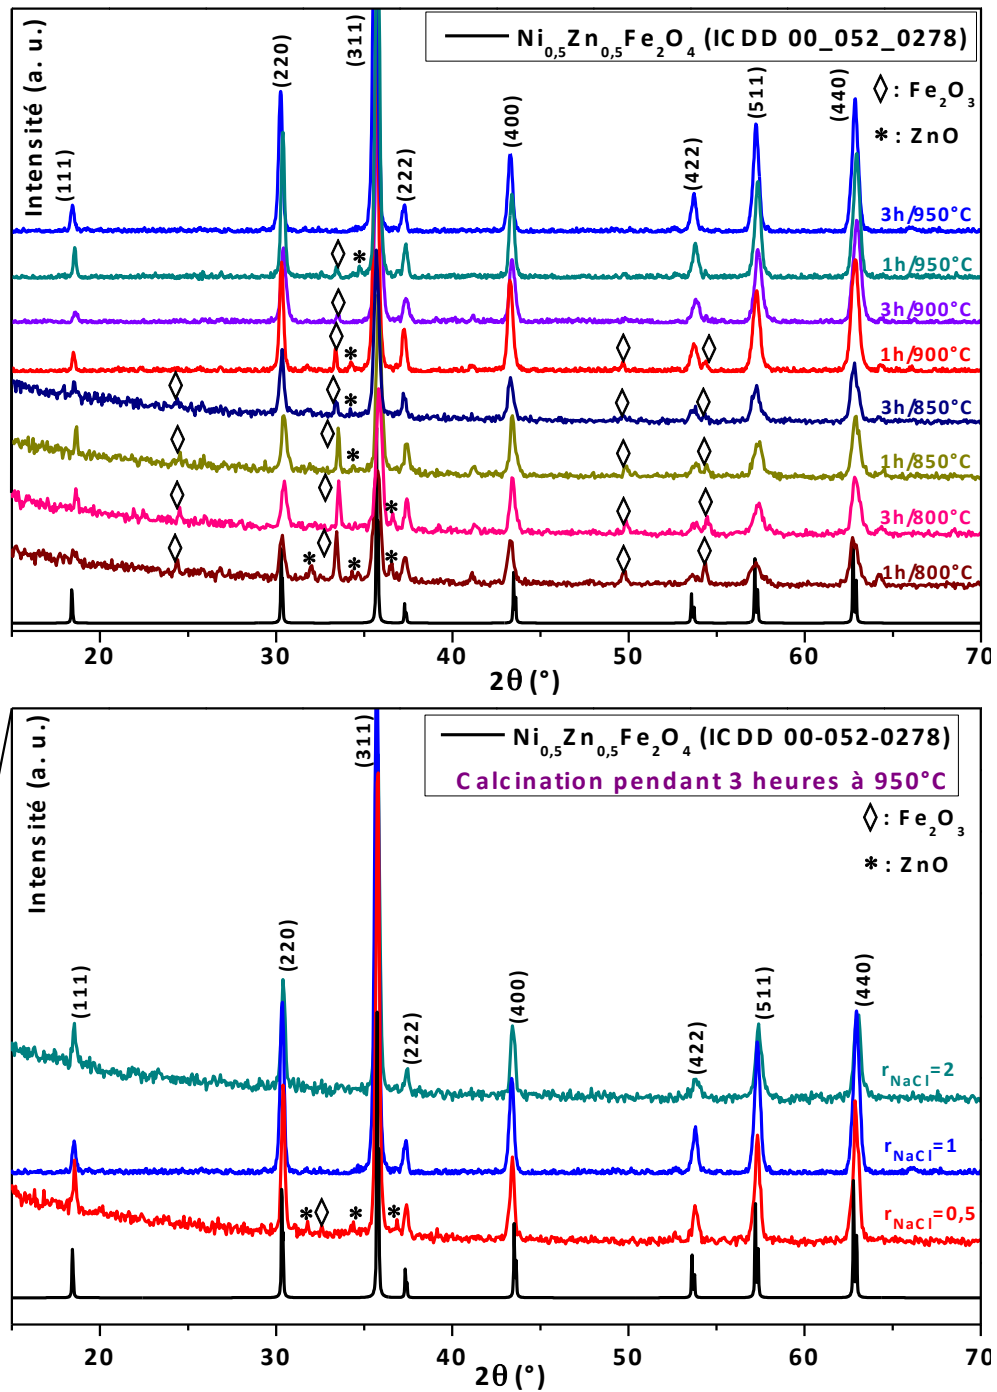 Intensité (a. u.)
Ni0,5Zn0,5Fe2O4 (ICDD 00_052_0278)
◊ : Fe2O3
* : ZnO
(111)
(220)
(311)
(222)
(400)
(422)
(511)
(440)
3h/950°C
1h/950°C
3h/900°C
1h/900°C
3h/850°C
1h/850°C
3h/800°C
1h/800°C
20 30 40 50 60 70
2θ (°)
Intensité (a. u.)
Ni0,5Zn0,5Fe2O4 (ICDD 00-052-0278)
Calcination pendant 3 heures à 950°C
◊ : Fe2O3
* : ZnO
(111)
(220)
(311)
(222)
(400)
(422)
(511)
(440)
rNaCl=2
rNaCl=1
rNaCl=0,5
20 30 40 50 60 70
2θ (°)